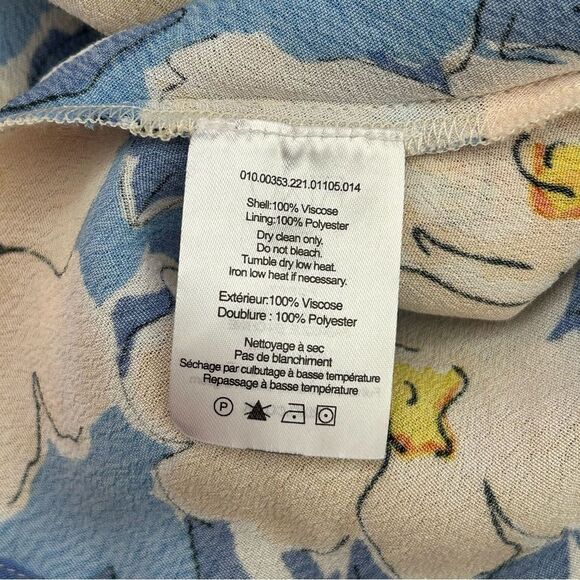 010.00353.221.01105.014
Shell:100% Viscose
Lining:100% Polyester
Dry clean only.
Do not bleach.
Tumble dry low heat.
Iron low heat if necessary.
Extérieur:100% Viscose
Doublure : 100% Polyester
Nettoyage à sec
Pas de blanchiment
Séchage par culbutage à basse température
Repassage à basse température
P